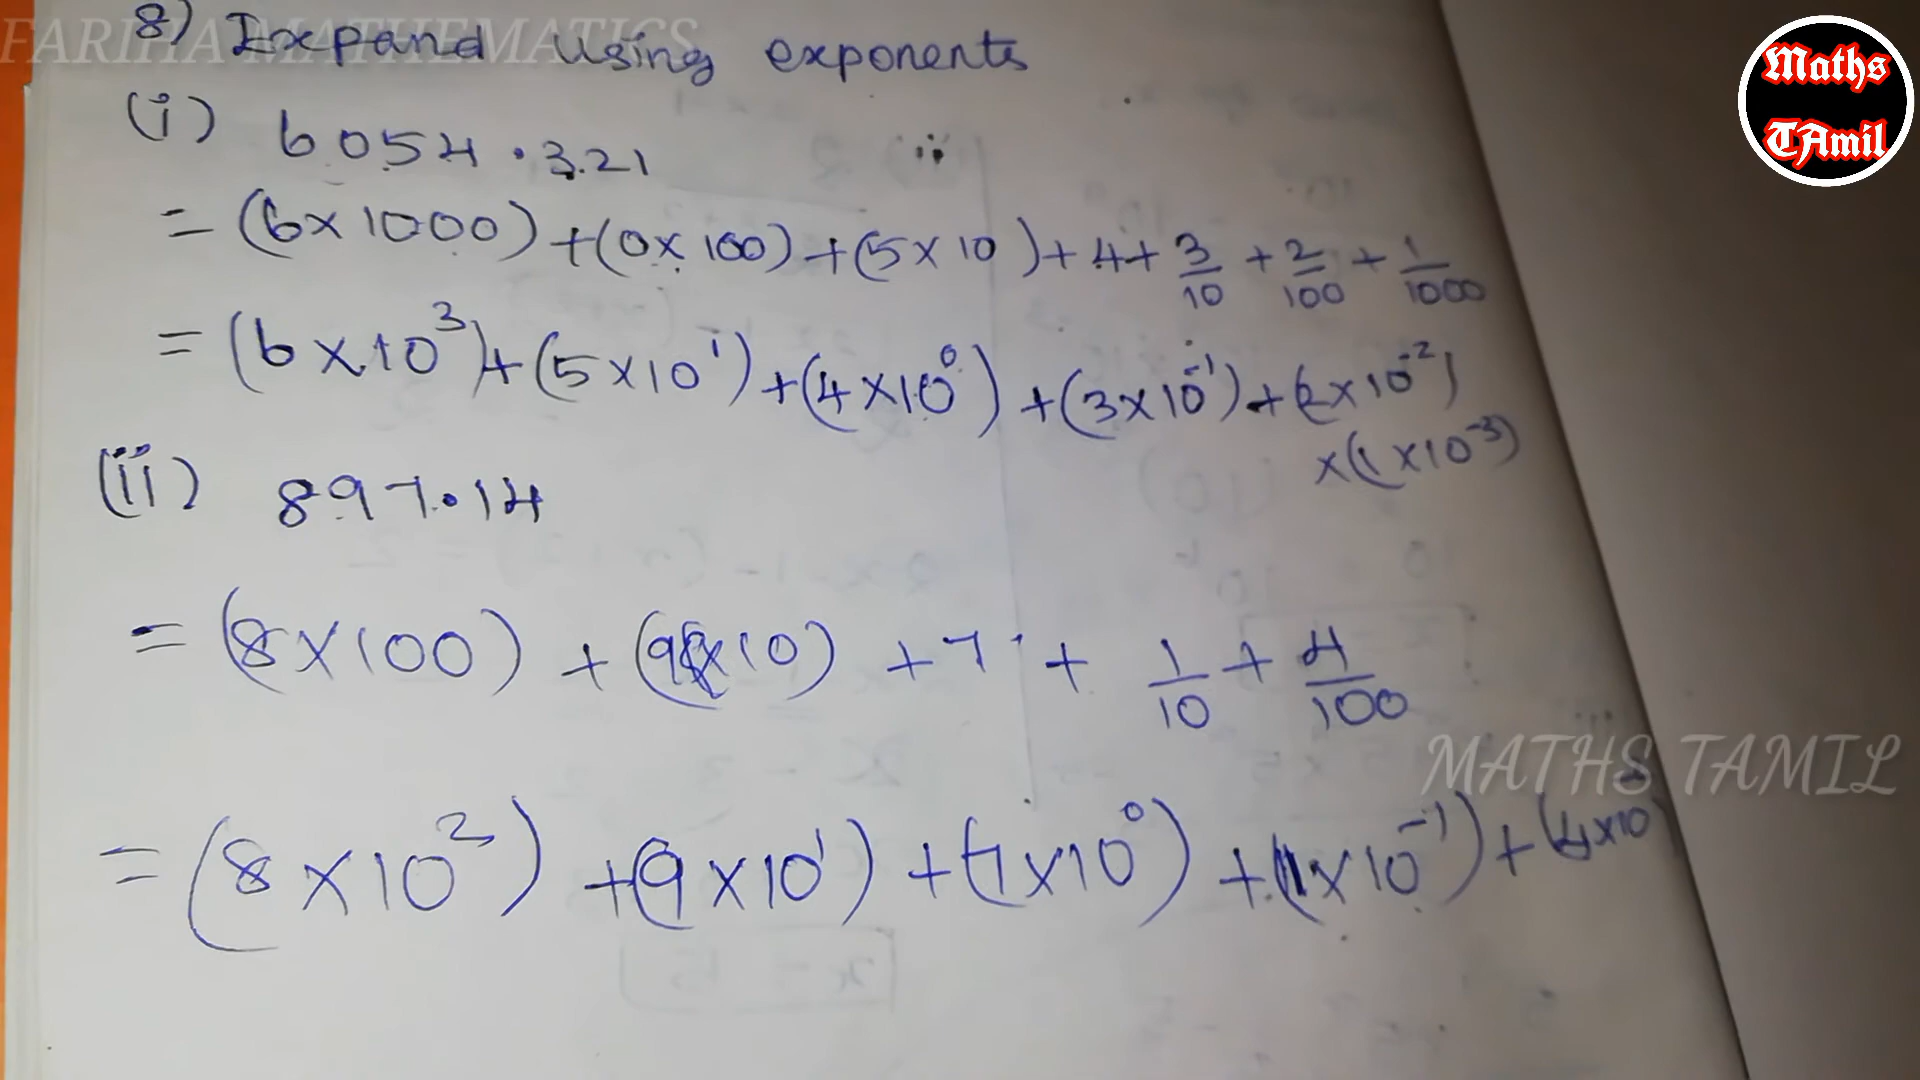 FARIHA MATHEMATICS
Maths
TAmil
8) Expand using exponents
(i) 6054.321
= (6×1000)+(0×100)+(5×10)+4+3/10+2/100+1/1000
= (6×10³)+(5×10¹)+(4×10⁰)+(3×10⁻¹)+(2×10⁻²)
×(1×10⁻³)
(ii) 897.14
= (8×100) + (9×10) + 7 + 1/10 + 4/100
= (8×10²) + (9×10¹) + (7×10⁰) + (1×10⁻¹) + (4×10
MATHS TAMIL